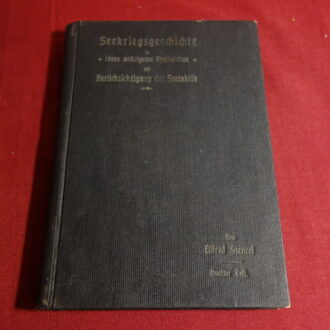 Seekriegsgeschichte
in
ihren wichtigsten Abschnitten
mit
Berücksichtigung der Seetaktik
Von
Alfred Stenzel
Zweiter Teil